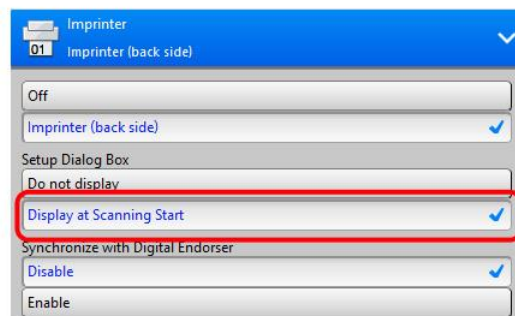 Imprinter
01
Imprinter (back side)
Off
Imprinter (back side)
Setup Dialog Box
Do not display
Display at Scanning Start
Synchronize with Digital Endorser
Disable
Enable